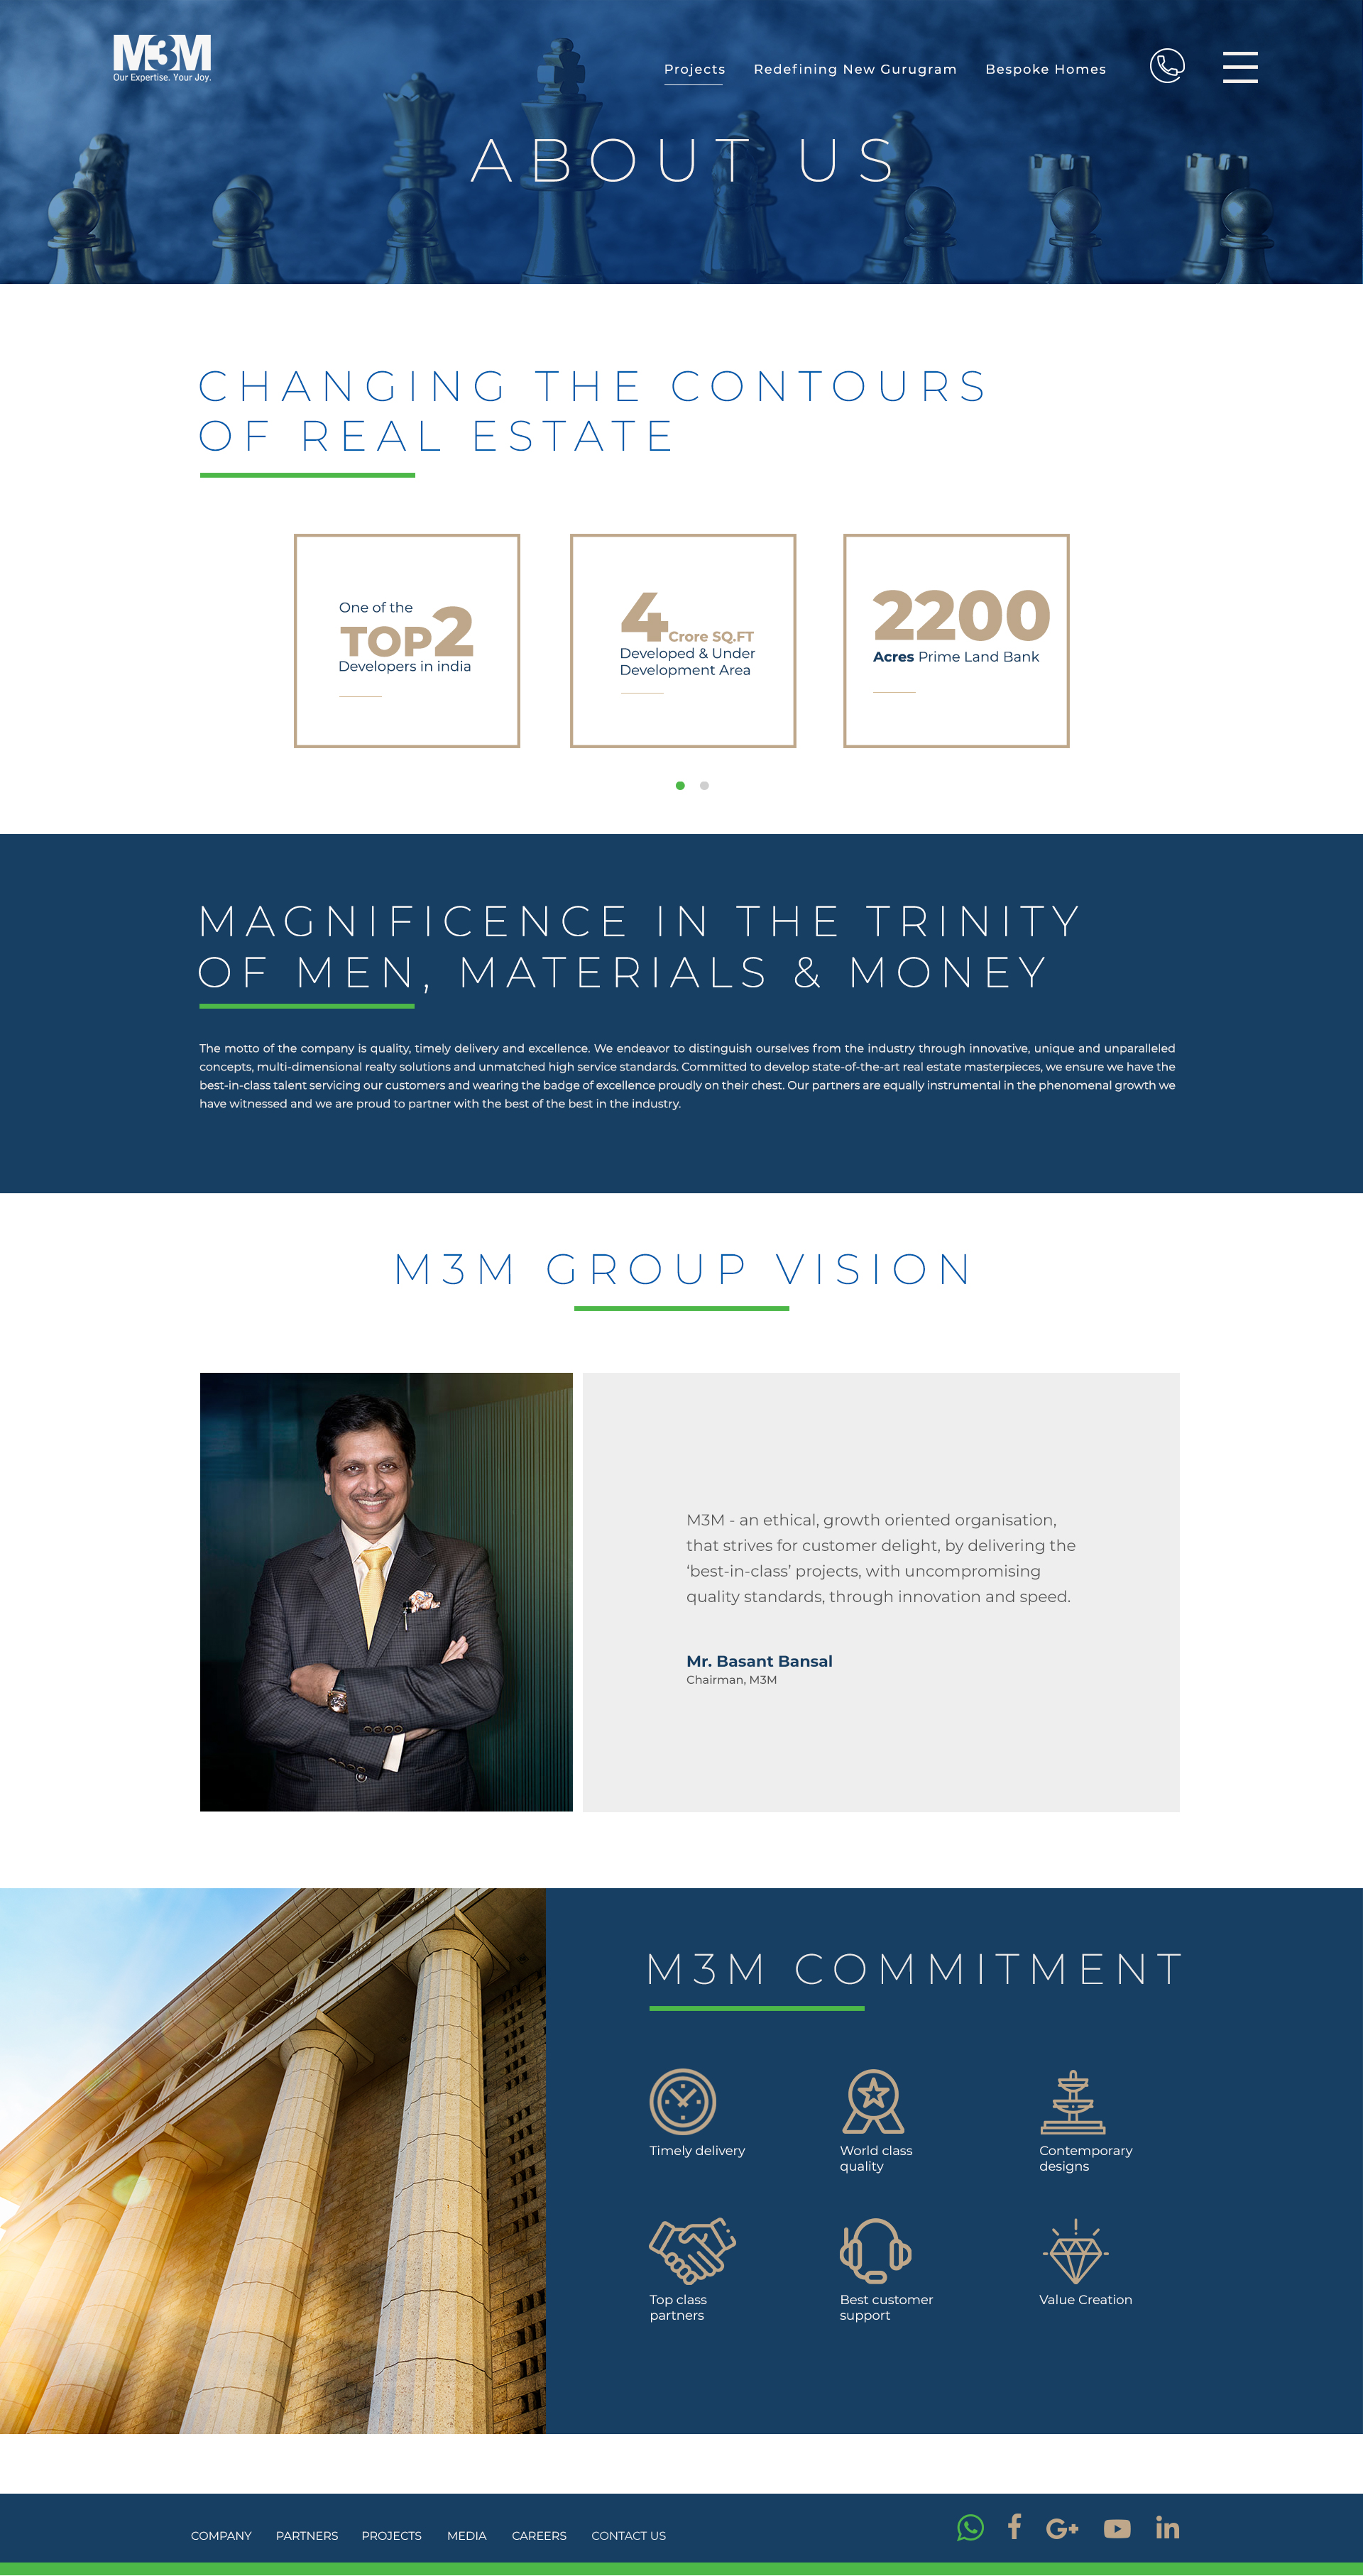 M3M
Our Expertise. Your Joy.
Projects Redefining New Gurugram Bespoke Homes
ABOUT US
CHANGING THE CONTOURS
OF REAL ESTATE
One of the
TOP2
Developers in india
4 Crore SQ.FT
Developed & Under
Development Area
2200
Acres Prime Land Bank
MAGNIFICENCE IN THE TRINITY
OF MEN, MATERIALS & MONEY
The motto of the company is quality, timely delivery and excellence. We endeavor to distinguish ourselves from the industry through innovative, unique and unparalleled
concepts, multi-dimensional realty solutions and unmatched high service standards. Committed to develop state-of-the-art real estate masterpieces, we ensure we have the
best-in-class talent servicing our customers and wearing the badge of excellence proudly on their chest. Our partners are equally instrumental in the phenomenal growth we
have witnessed and we are proud to partner with the best of the best in the industry.
M3M GROUP VISION
M3M - an ethical, growth oriented organisation,
that strives for customer delight, by delivering the
‘best-in-class’ projects, with uncompromising
quality standards, through innovation and speed.
Mr. Basant Bansal
Chairman, M3M
M3M COMMITMENT
Timely delivery
World class
quality
Contemporary
designs
Top class
partners
Best customer
support
Value Creation
COMPANY PARTNERS PROJECTS MEDIA CAREERS CONTACT US